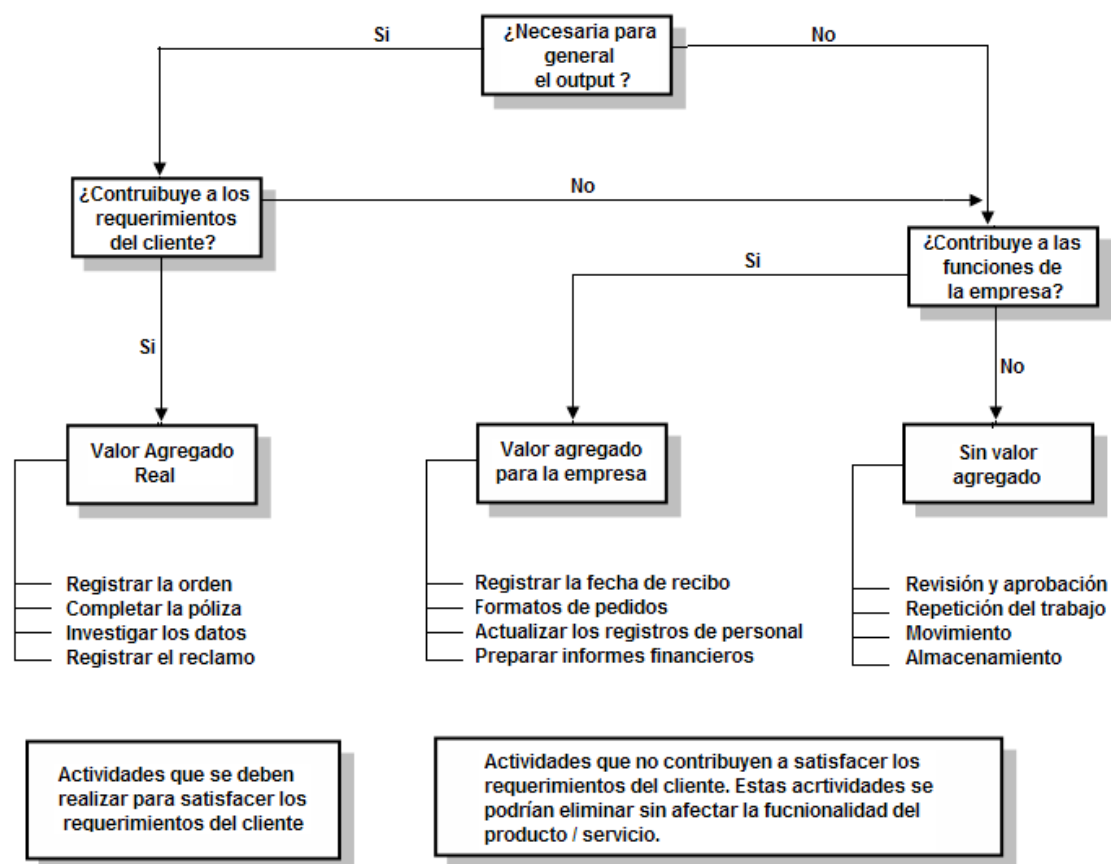 Si
¿Necesaria para
general
el output ?
No
¿Contruibuye a los
requerimientos
del cliente?
No
¿Contribuye a las
funciones de
la empresa?
Si
Si
No
Valor Agregado
Real
Valor agregado
para la empresa
Sin valor
agregado
Registrar la orden
Completar la póliza
Investigar los datos
Registrar el reclamo
Registrar la fecha de recibo
Formatos de pedidos
Actualizar los registros de personal
Preparar informes financieros
Revisión y aprobación
Repetición del trabajo
Movimiento
Almacenamiento
Actividades que se deben
realizar para satisfacer los
requerimientos del cliente
Actividades que no contribuyen a satisfacer los
requerimientos del cliente. Estas acrtividades se
podrían eliminar sin afectar la fucnionalidad del
producto / servicio.